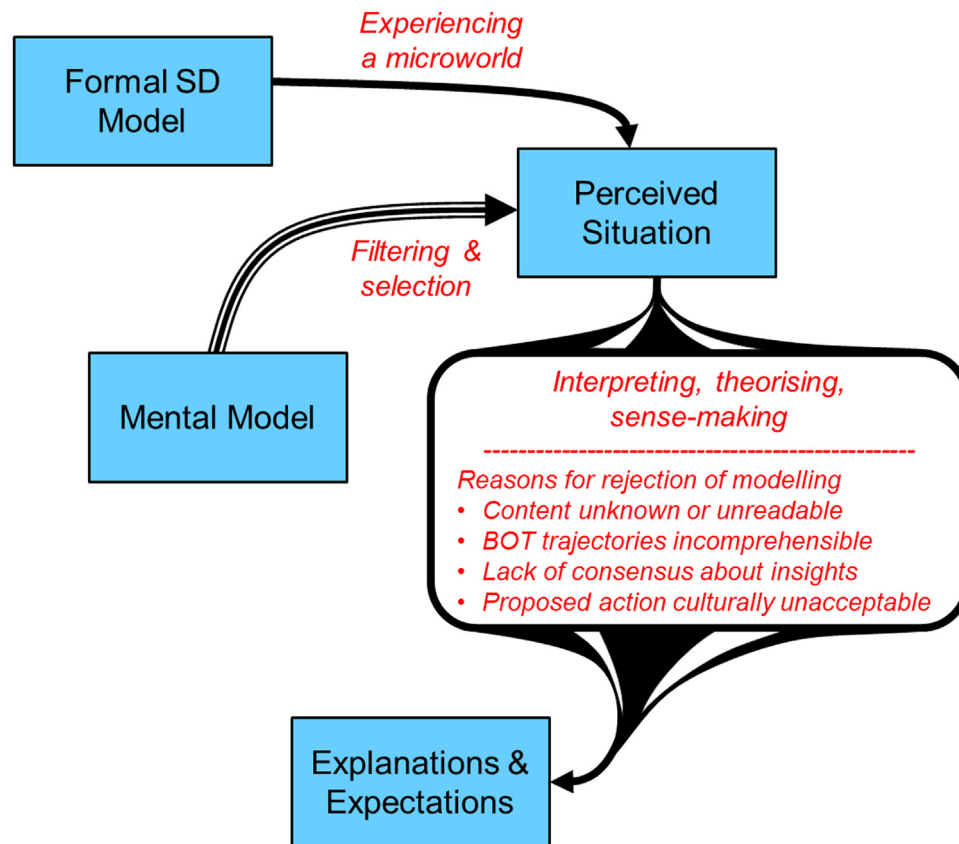 Experiencing
a microworld
Formal SD
Model
Perceived
Situation
Filtering &
selection
Mental Model
Interpreting, theorising,
sense-making
------------------------------------------------
Reasons for rejection of modelling
• Content unknown or unreadable
• BOT trajectories incomprehensible
• Lack of consensus about insights
• Proposed action culturally unacceptable
Explanations &
Expectations